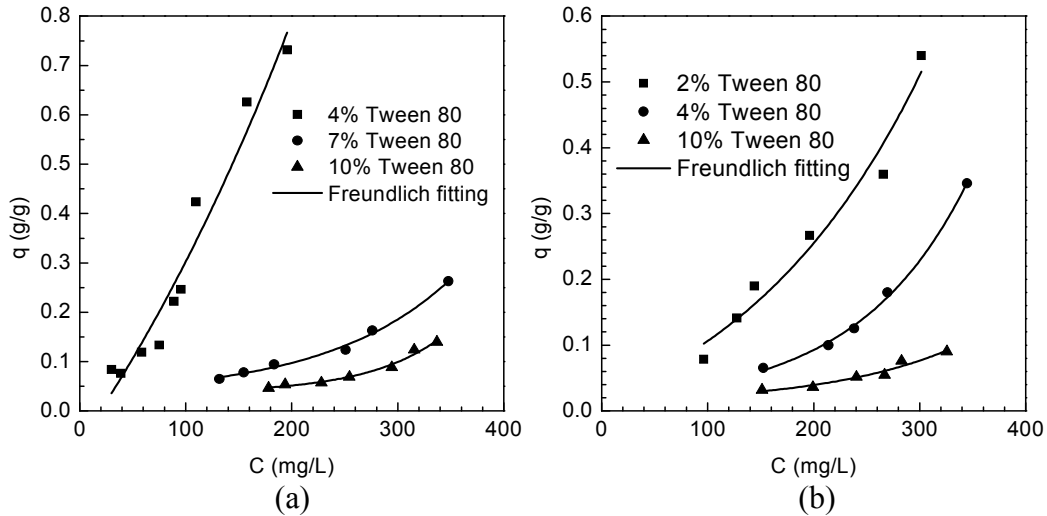 0.8
0.7
0.6
0.5
0.4
0.3
0.2
0.1
0.0
q (g/g)
4% Tween 80
7% Tween 80
10% Tween 80
Freundlich fitting
0 100 200 300 400
C (mg/L)
(a)
0.6
0.5
0.4
0.3
0.2
0.1
0.0
q (g/g)
2% Tween 80
4% Tween 80
10% Tween 80
Freundlich fitting
0 100 200 300 400
C (mg/L)
(b)